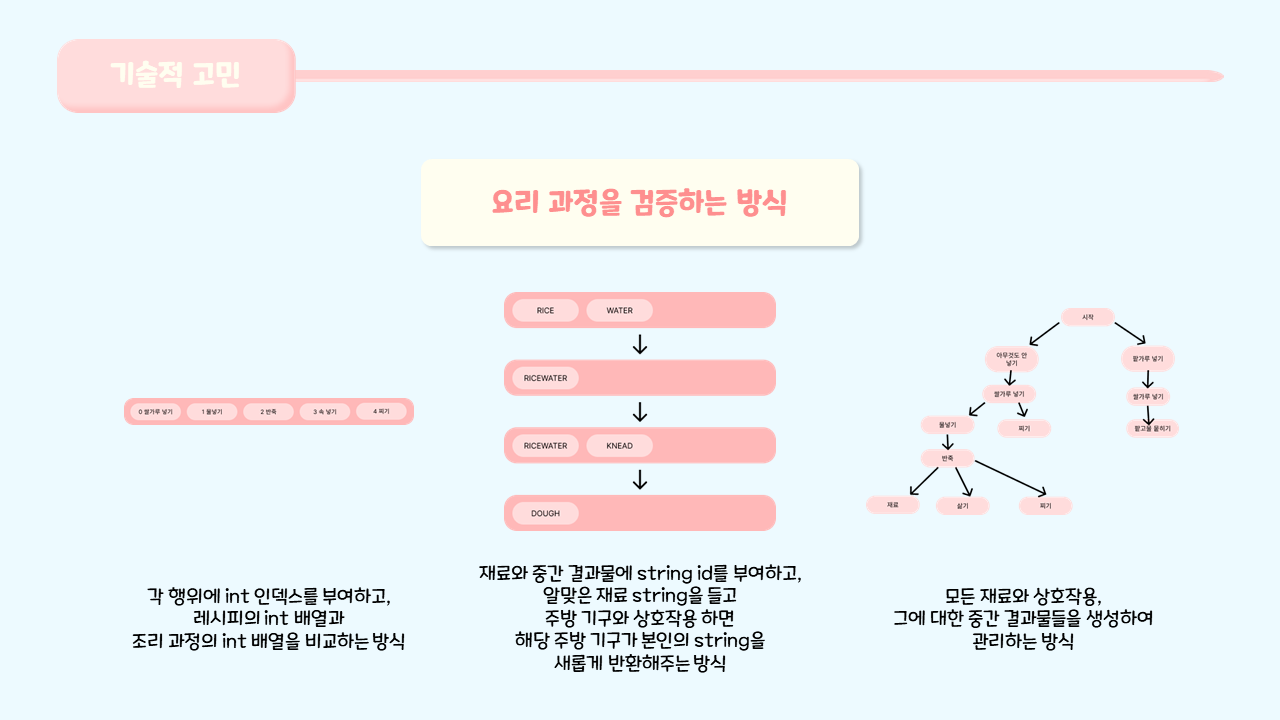 기술적 고민
요리 과정을 검증하는 방식
0 쌀가루 넣기
1 물넣기
2 반죽
3 속 넣기
4 찌기
각 행위에 int 인덱스를 부여하고,
레시피의 int 배열과
조리 과정의 int 배열을 비교하는 방식
RICE
WATER
RICEWATER
RICEWATER
KNEAD
DOUGH
재료와 중간 결과물에 string id를 부여하고,
알맞은 재료 string을 들고
주방 기구와 상호작용 하면
해당 주방 기구가 본인의 string을
새롭게 반환해주는 방식
시작
아무것도 안
넣기
팥가루 넣기
쌀가루 넣기
쌀가루 넣기
물넣기
찌기
팥고물 묻히기
반죽
재료
삶기
찌기
모든 재료와 상호작용,
그에 대한 중간 결과물들을 생성하여
관리하는 방식